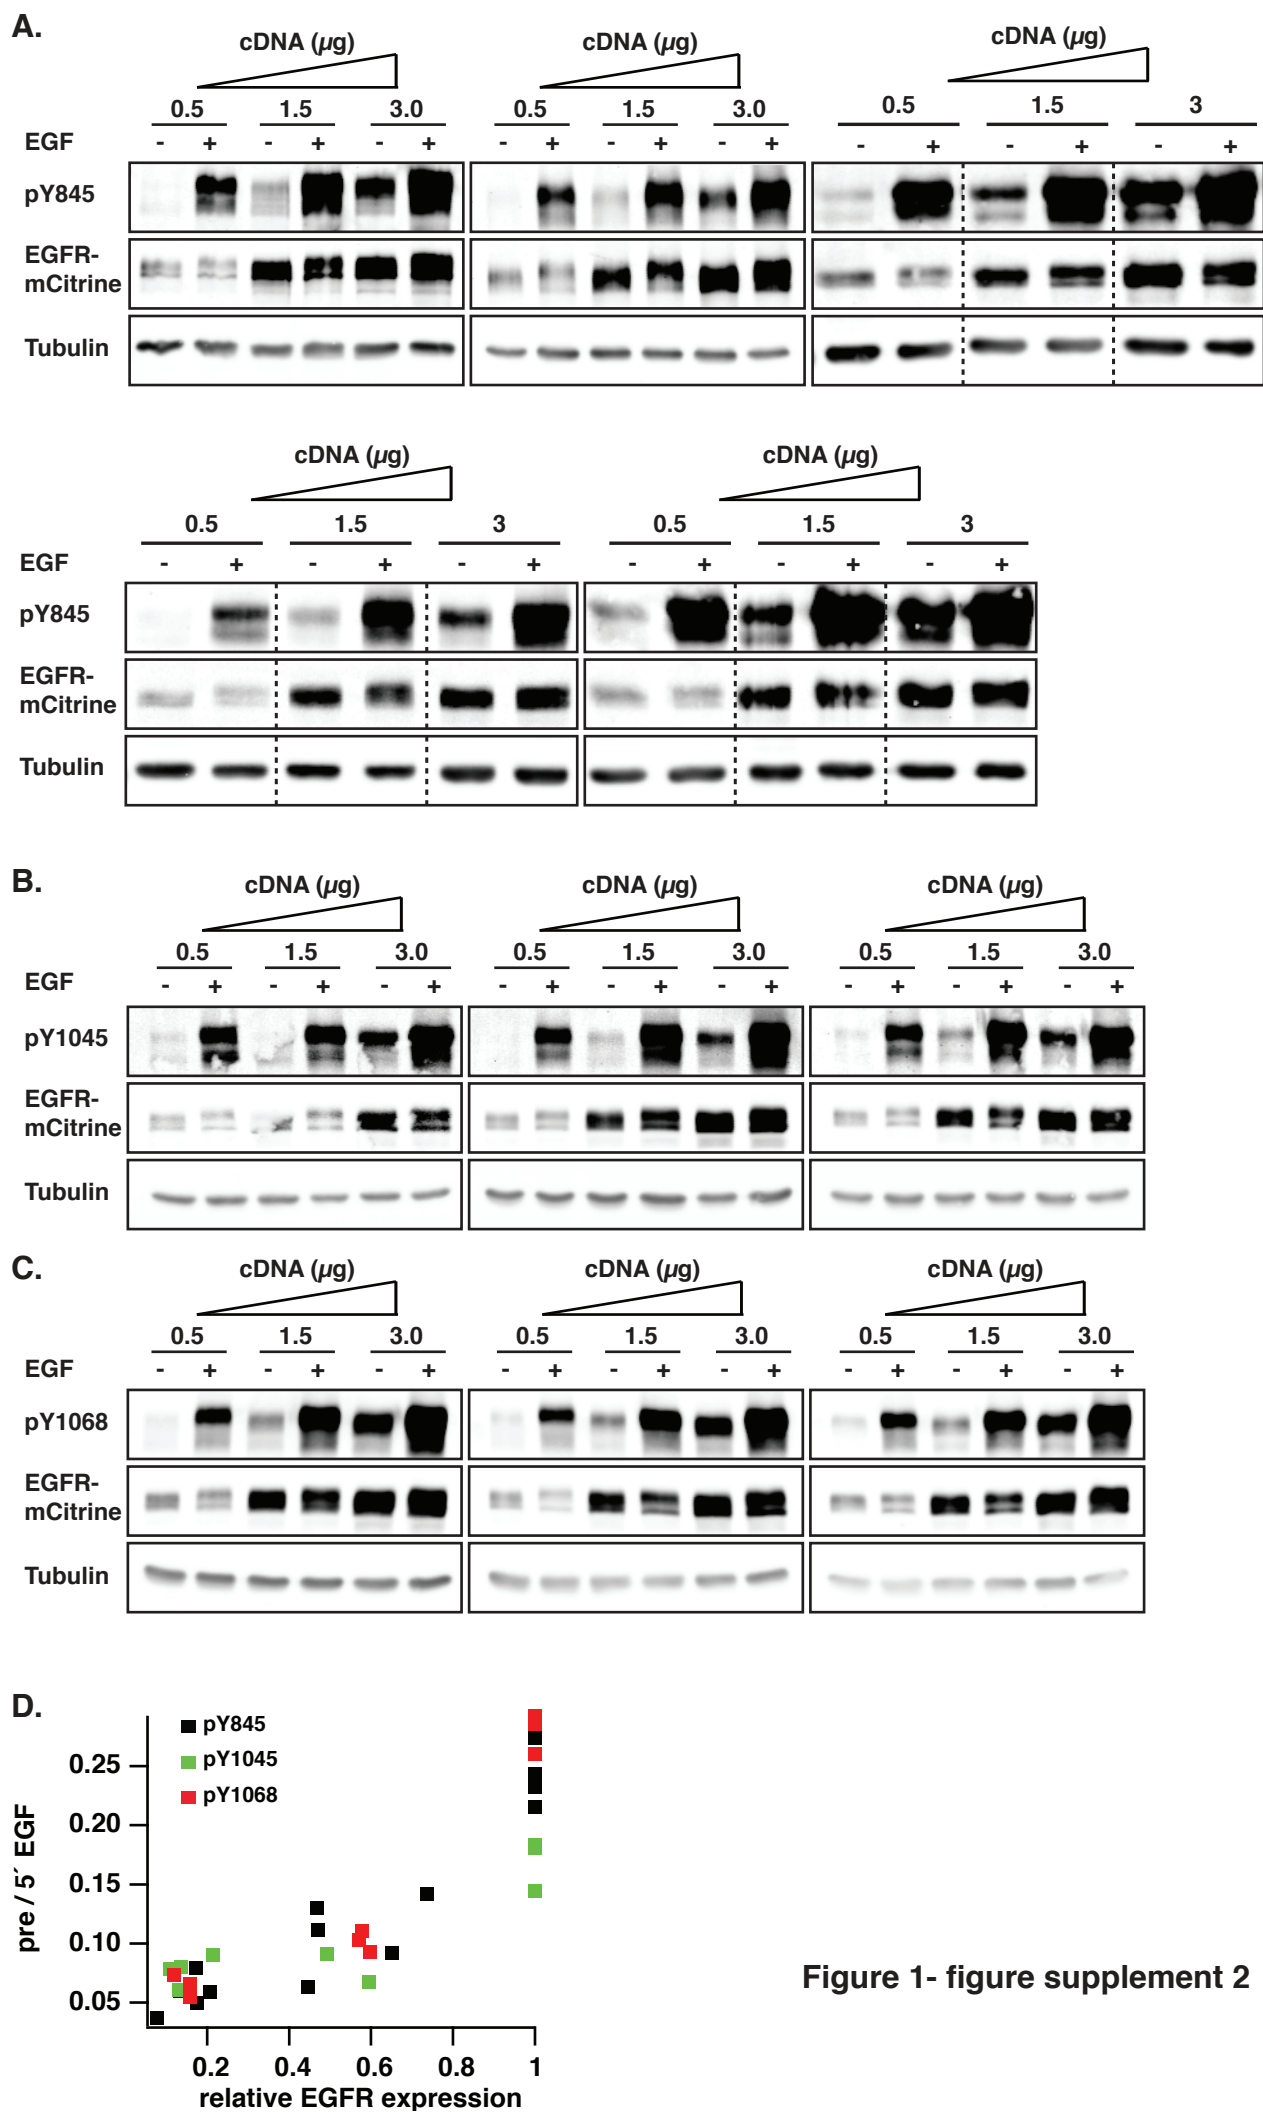 A.
cDNA (µg) cDNA (µg) cDNA (µg)
0.5 1.5 3.0 0.5 1.5 3.0 0.5 1.5 3
EGF - + - + - + - + - + - + - + - + - +
pY845
EGFR-
mCitrine
Tubulin
cDNA (µg) cDNA (µg)
0.5 1.5 3 0.5 1.5 3
EGF - + - + - + - + - + - +
pY845
EGFR-
mCitrine
Tubulin
B.
cDNA (µg) cDNA (µg) cDNA (µg)
0.5 1.5 3.0 0.5 1.5 3.0 0.5 1.5 3.0
EGF - + - + - + - + - + - + - + - + - +
pY1045
EGFR-
mCitrine
Tubulin
C.
cDNA (µg) cDNA (µg) cDNA (µg)
0.5 1.5 3.0 0.5 1.5 3.0 0.5 1.5 3.0
EGF - + - + - + - + - + - + - + - + - +
pY1068
EGFR-
mCitrine
Tubulin
D.
pY845
pY1045
pY1068
pre / 5´ EGF
0.25
0.20
0.15
0.10
0.05
0.2 0.4 0.6 0.8 1
relative EGFR expression
Figure 1- figure supplement 2